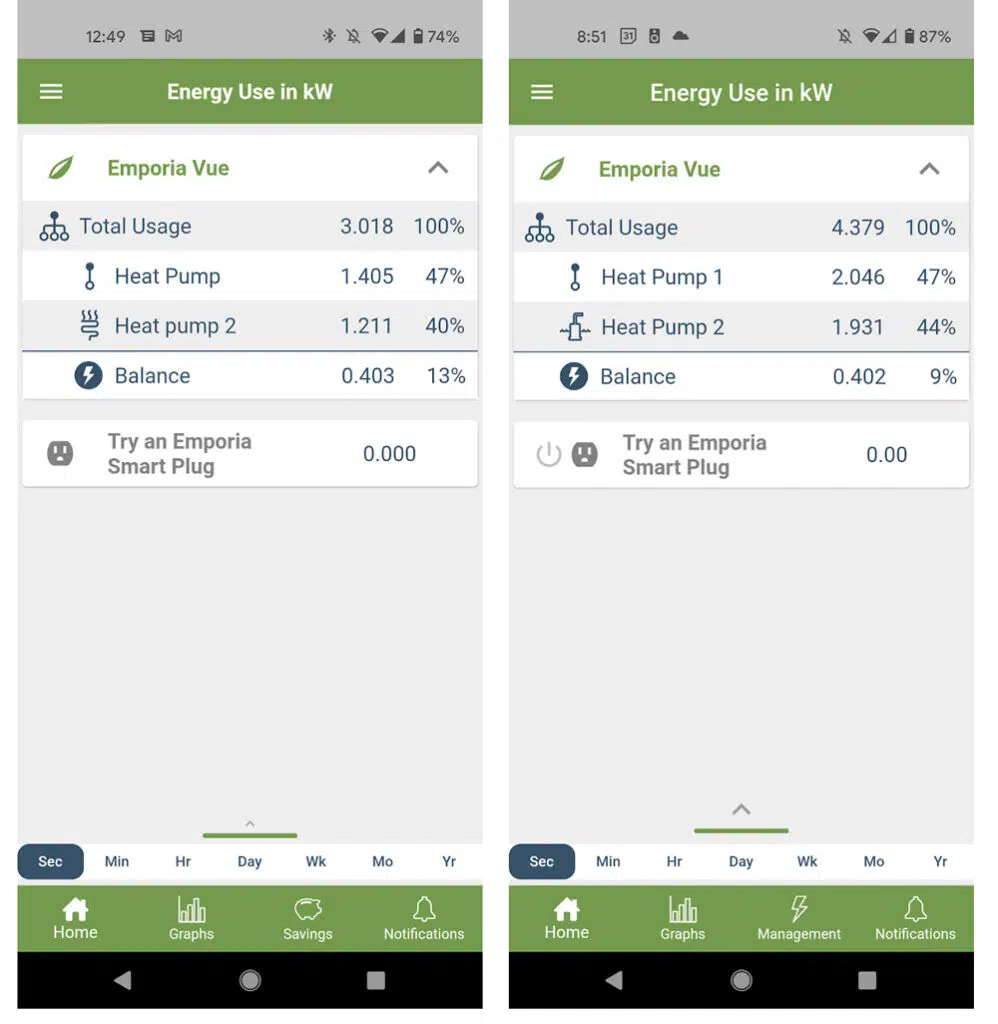 12:49 74%
Energy Use in kW
Emporia Vue
Total Usage 3.018 100%
Heat Pump 1.405 47%
Heat pump 2 1.211 40%
Balance 0.403 13%
Try an Emporia
Smart Plug
0.000
Sec Min Hr Day Wk Mo Yr
Home Graphs Savings Notifications
8:51 31 87%
Energy Use in kW
Emporia Vue
Total Usage 4.379 100%
Heat Pump 1 2.046 47%
Heat Pump 2 1.931 44%
Balance 0.402 9%
Try an Emporia
Smart Plug
0.00
Sec Min Hr Day Wk Mo Yr
Home Graphs Management Notifications